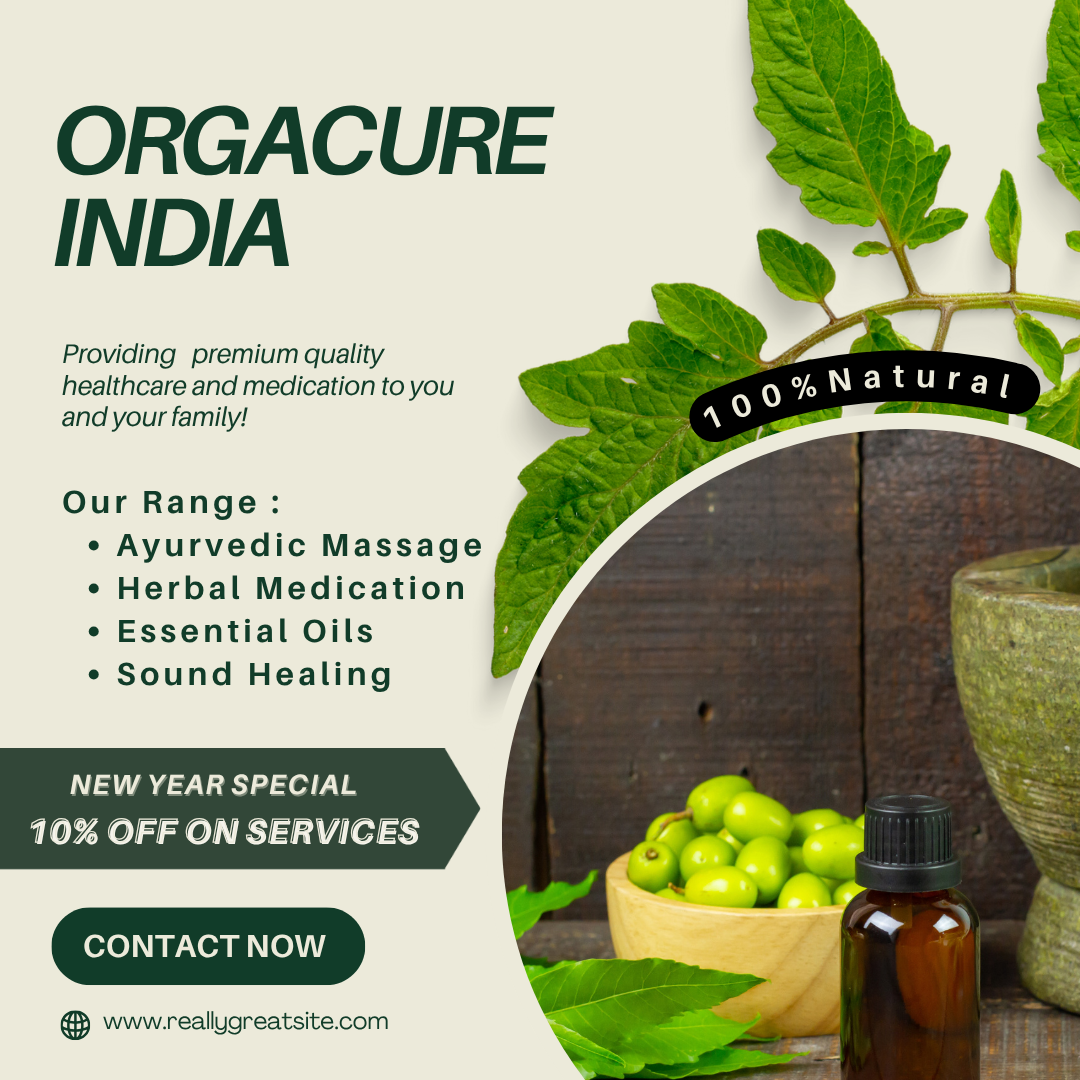 ORGACURE
INDIA
Providing premium quality
healthcare and medication to you
and your family!
100%Natural
Our Range :
• Ayurvedic Massage
• Herbal Medication
• Essential Oils
• Sound Healing
NEW YEAR SPECIAL
10% OFF ON SERVICES
CONTACT NOW
www.reallygreatsite.com